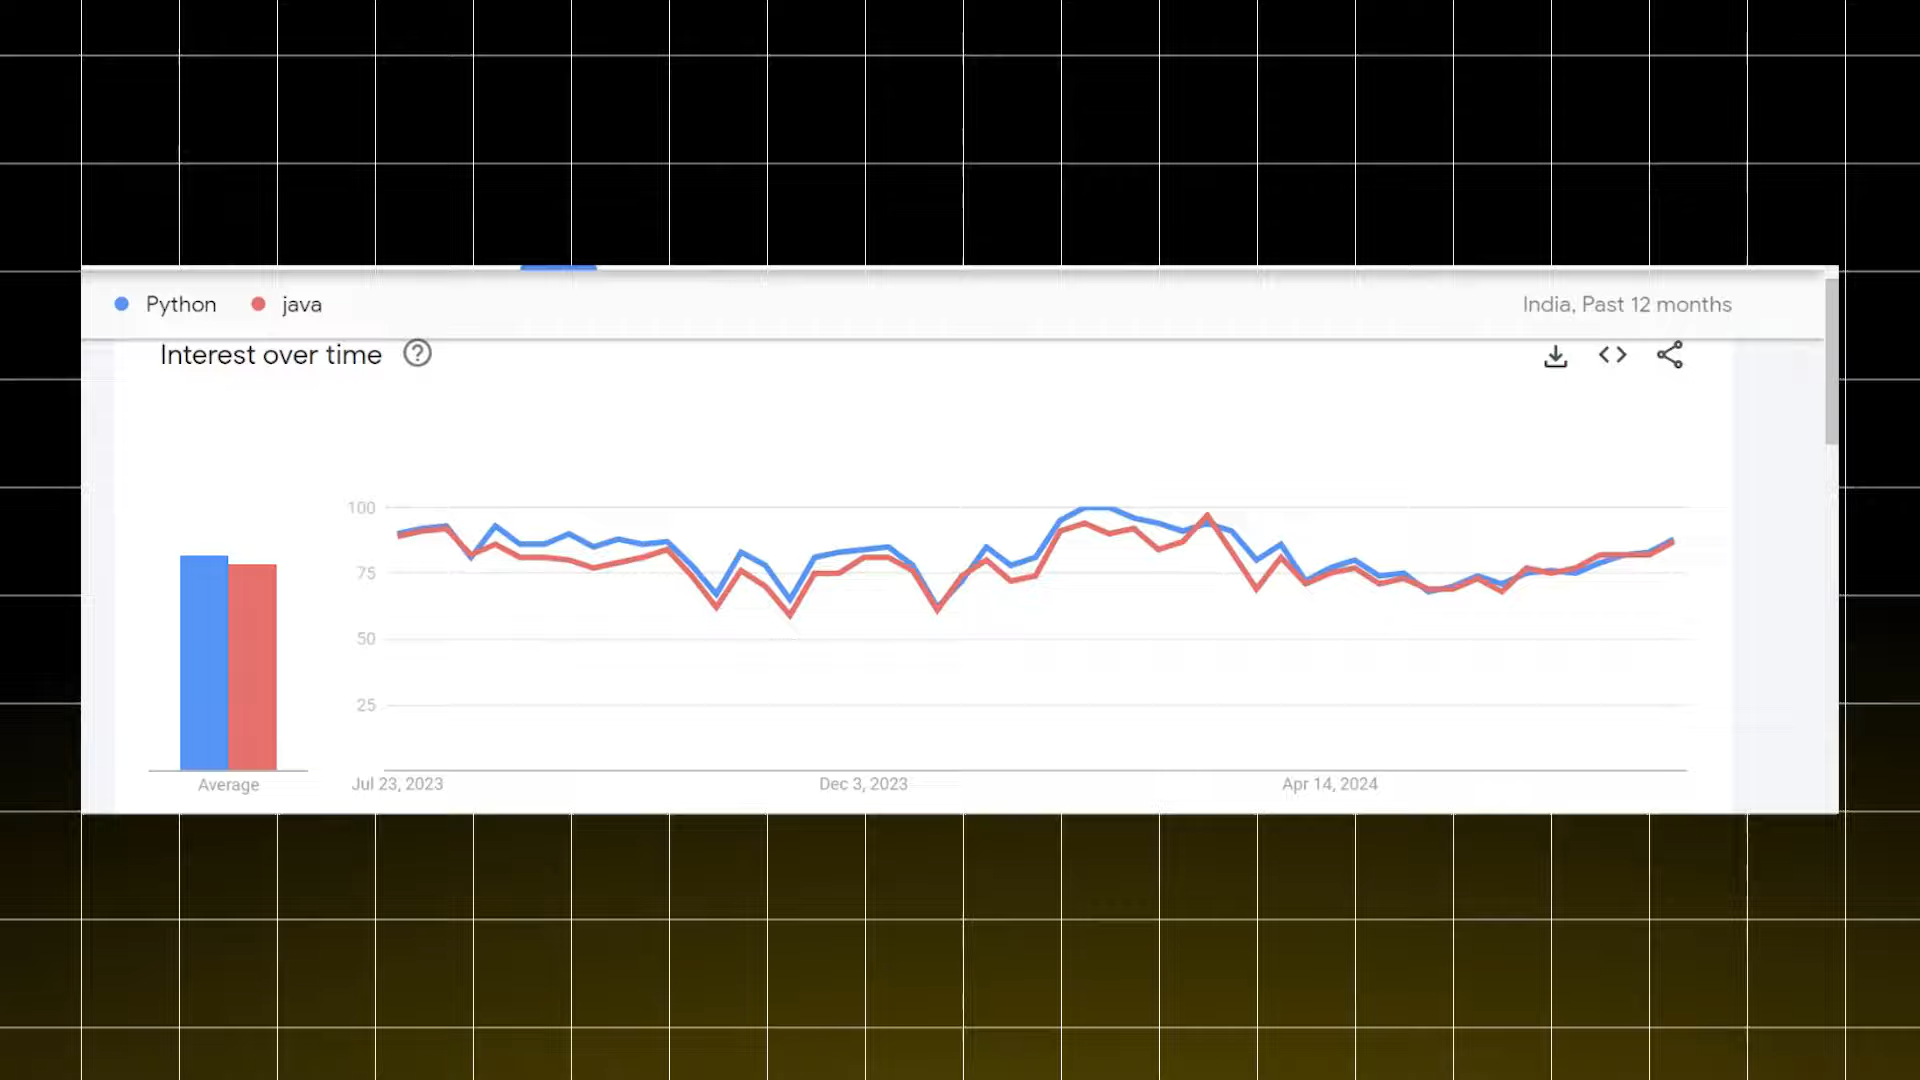 Python java India, Past 12 months
Interest over time ?
100
75
50
25
Average Jul 23, 2023 Dec 3, 2023 Apr 14, 2024